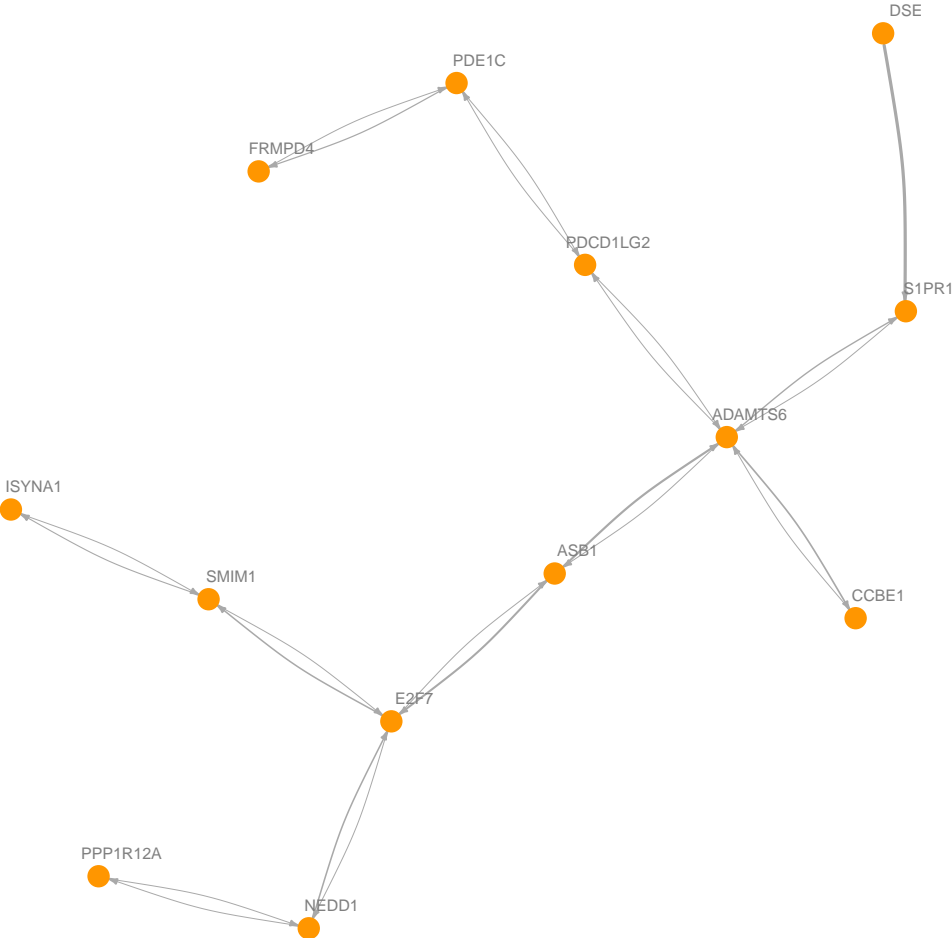 DSE
PDE1C
FRMPD4
PDCD1LG2
S1PR1
ADAMTS6
ISYNA1
ASB1
SMIM1
CCBE1
E2F7
PPP1R12A
NEDD1